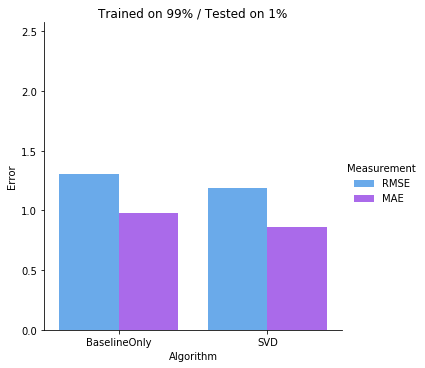 Trained on 99% / Tested on 1%
2.5
2.0
1.5
1.0
0.5
0.0
Error
BaselineOnly
SVD
Algorithm
Measurement
RMSE
MAE